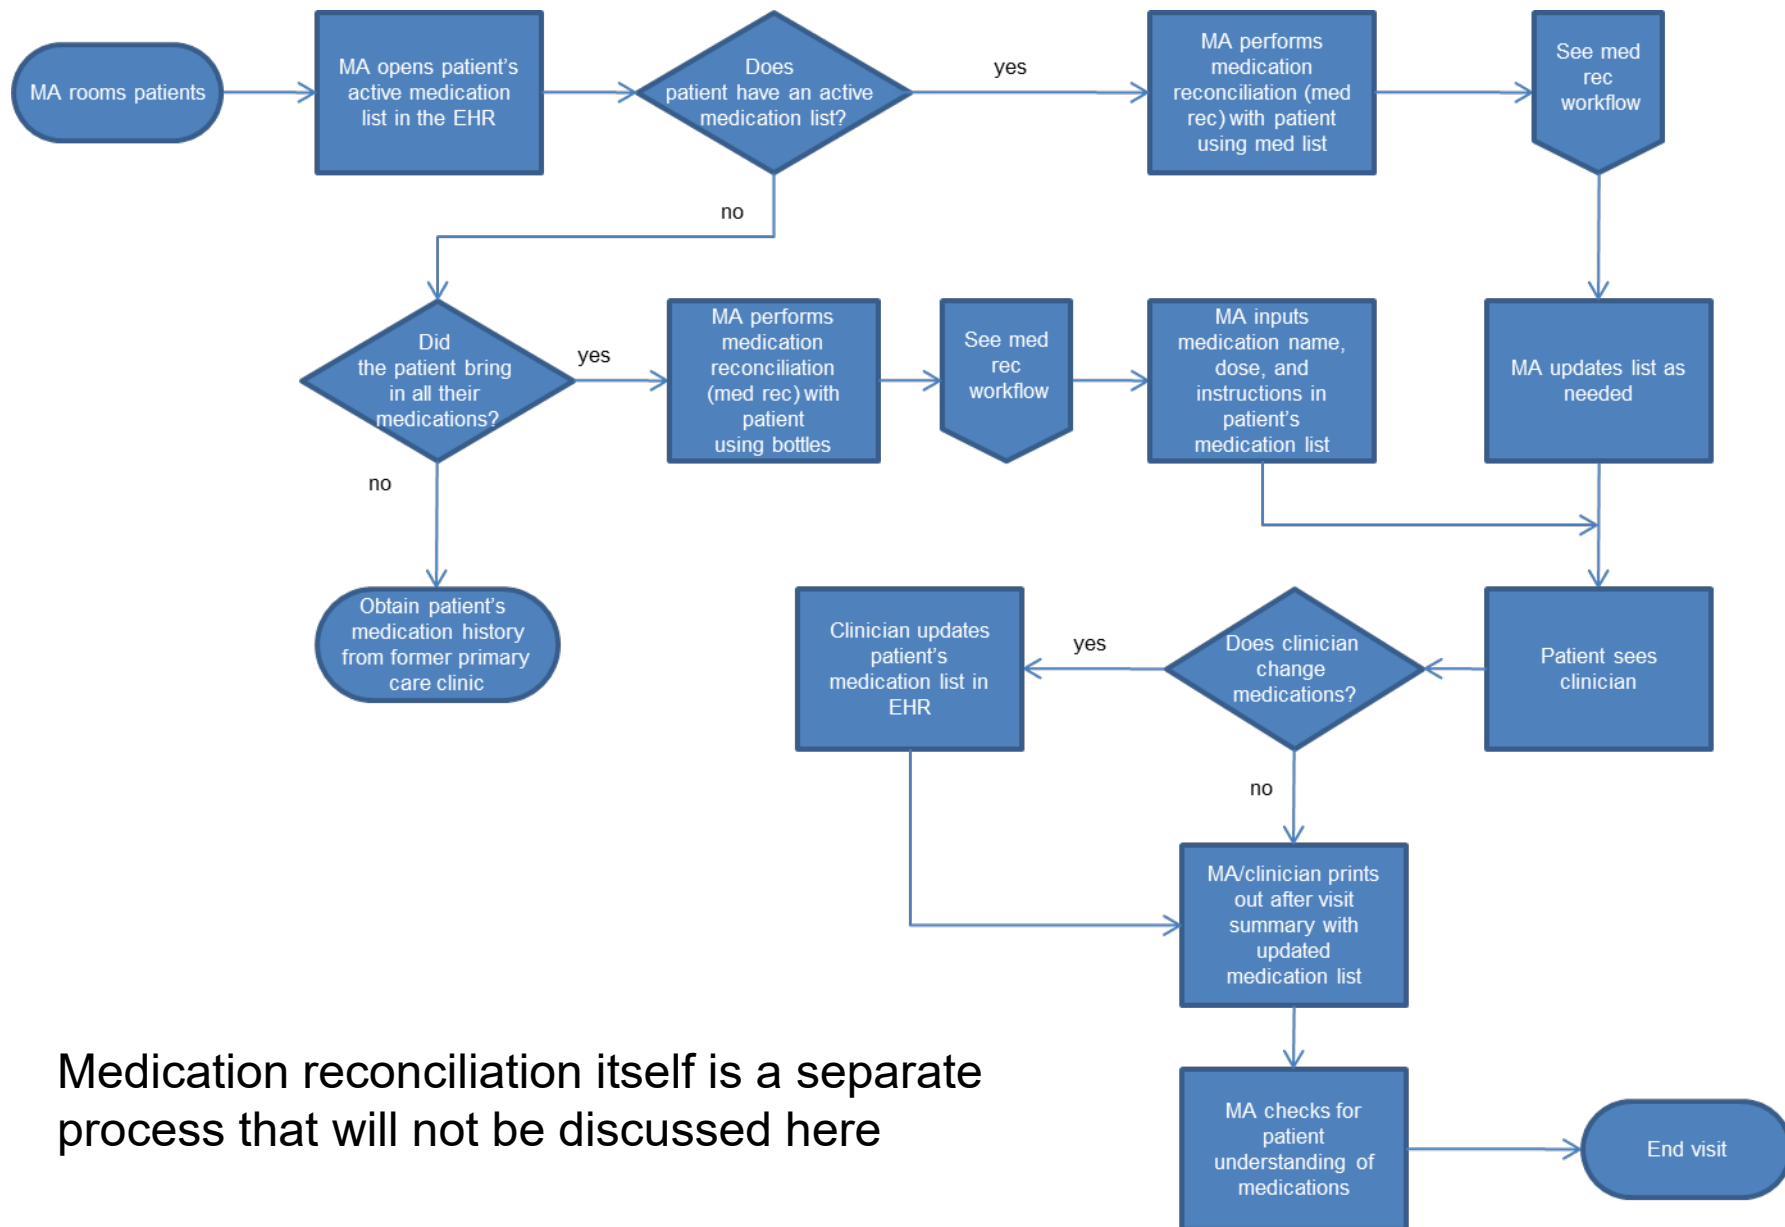 MA rooms patients
MA opens patient’s
active medication
list in the EHR
Does
patient have an active
medication list?
yes
MA performs
medication
reconciliation (med
rec) with patient
using med list
See med
rec
workflow
no
Did
the patient bring
in all their
medications?
yes
MA performs
medication
reconciliation
(med rec) with
patient
using bottles
See med
rec
workflow
MA inputs
medication name,
dose, and
instructions in
patient’s
medication list
MA updates list as
needed
no
Obtain patient’s
medication history
from former primary
care clinic
Clinician updates
patient’s
medication list in
EHR
yes
Does clinician
change
medications?
Patient sees
clinician
no
MA/clinician prints
out after visit
summary with
updated
medication list
Medication reconciliation itself is a separate
process that will not be discussed here
MA checks for
patient
understanding of
medications
End visit